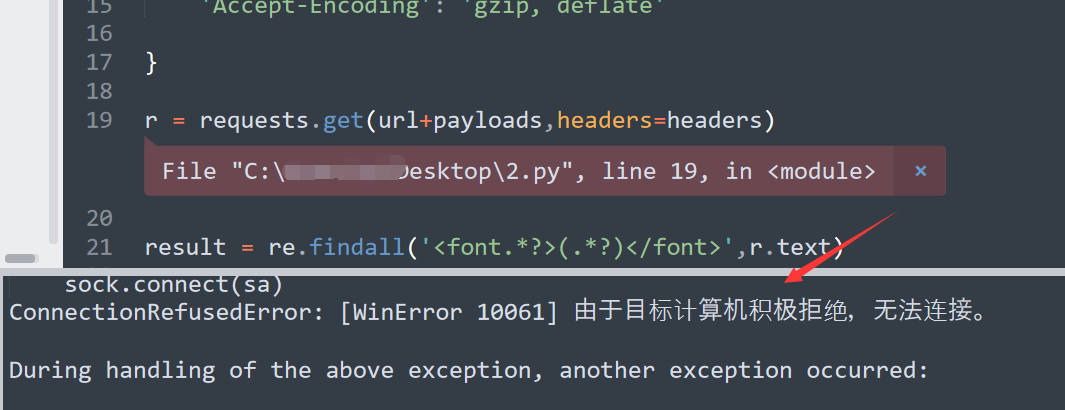 15 'Accept-Encoding': 'gzip, deflate'
16
17 }
18
19 r = requests.get(url+payloads,headers=headers)
File "C:\ Desktop\2.py", line 19, in <module> ×
20
21 result = re.findall('<font.*?>(.*?)</font>',r.text)
sock.connect(sa)
ConnectionRefusedError: [WinError 10061] 由于目标计算机积极拒绝，无法连接。
During handling of the above exception, another exception occurred: